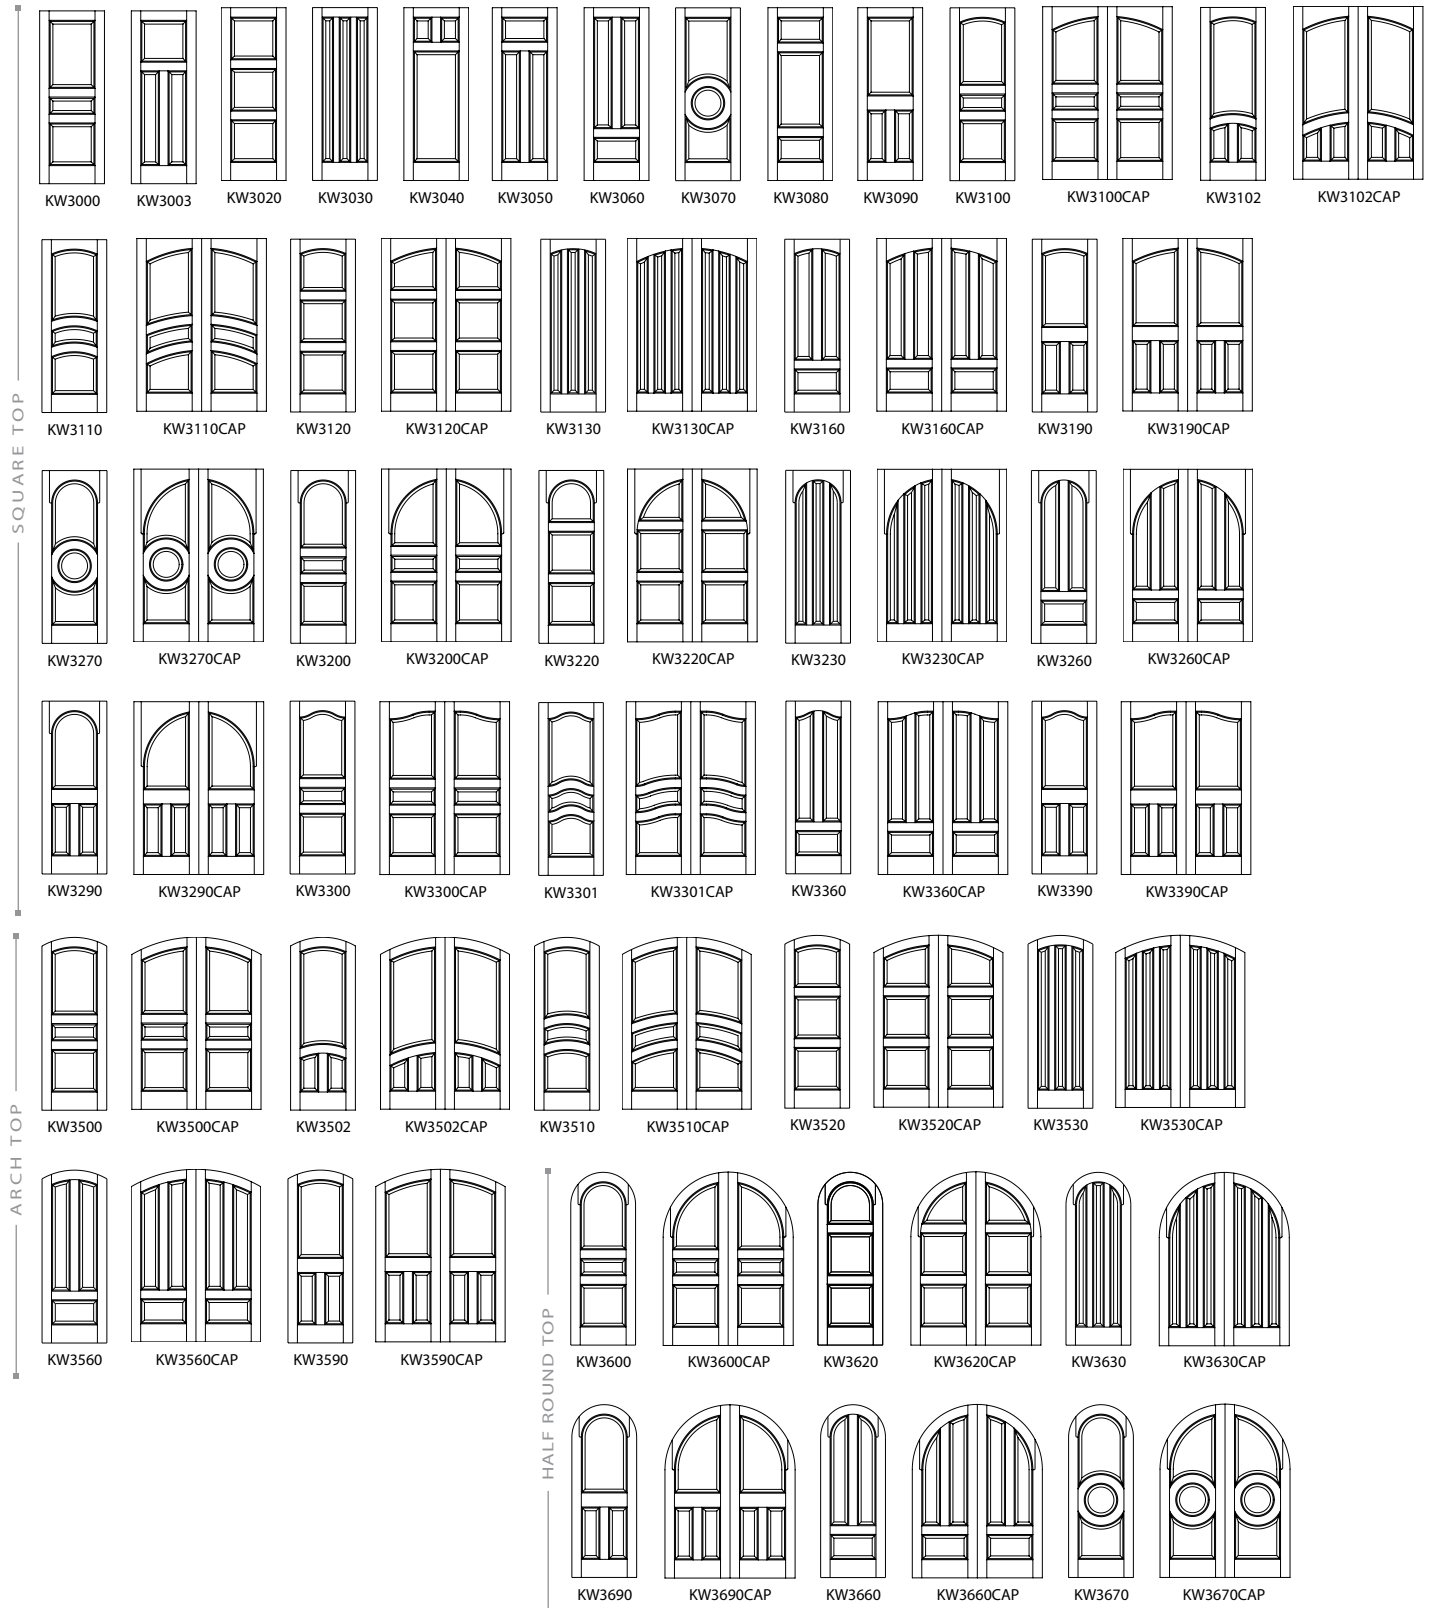 SQUARE TOP
KW3000 KW3003 KW3020 KW3030 KW3040 KW3050 KW3060 KW3070 KW3080 KW3090 KW3100 KW3100CAP KW3102 KW3102CAP
KW3110 KW3110CAP KW3120 KW3120CAP KW3130 KW3130CAP KW3160 KW3160CAP KW3190 KW3190CAP
KW3270 KW3270CAP KW3200 KW3200CAP KW3220 KW3220CAP KW3230 KW3230CAP KW3260 KW3260CAP
KW3290 KW3290CAP KW3300 KW3300CAP KW3301 KW3301CAP KW3360 KW3360CAP KW3390 KW3390CAP
ARCH TOP
KW3500 KW3500CAP KW3502 KW3502CAP KW3510 KW3510CAP KW3520 KW3520CAP KW3530 KW3530CAP
KW3560 KW3560CAP KW3590 KW3590CAP
HALF ROUND TOP
KW3600 KW3600CAP KW3620 KW3620CAP KW3630 KW3630CAP
KW3690 KW3690CAP KW3660 KW3660CAP KW3670 KW3670CAP